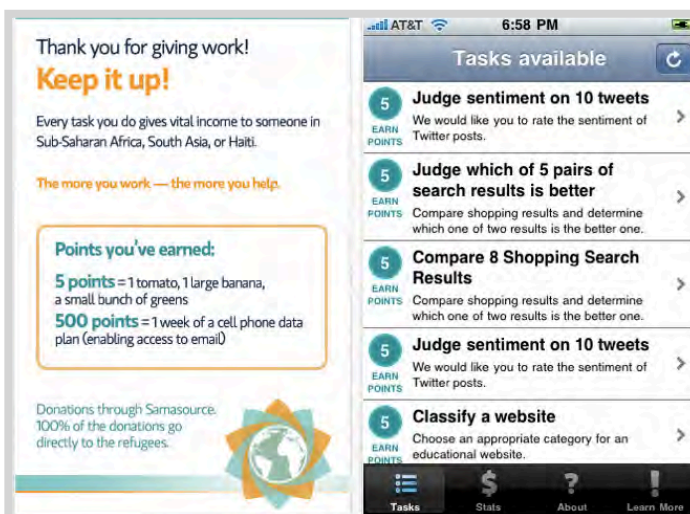 Thank you for giving work!
Keep it up!
Every task you do gives vital income to someone in
Sub-Saharan Africa, South Asia, or Haiti.
The more you work — the more you help.
Points you've earned:
5 points = 1 tomato, 1 large banana,
a small bunch of greens
500 points = 1 week of a cell phone data
plan (enabling access to email)
Donations through Samasource.
100% of the donations go
directly to the refugees.
AT&T 6:58 PM
Tasks available
5 EARN POINTS
Judge sentiment on 10 tweets
We would like you to rate the sentiment of
Twitter posts.
5 EARN POINTS
Judge which of 5 pairs of
search results is better
Compare shopping results and determine
which one of two results is the better one.
5 EARN POINTS
Compare 8 Shopping Search
Results
Compare shopping results and determine
which one of two results is the better one.
5 EARN POINTS
Judge sentiment on 10 tweets
We would like you to rate the sentiment of
Twitter posts.
5 EARN POINTS
Classify a website
Choose an appropriate category for an
educational website.
Tasks Stats About Learn More